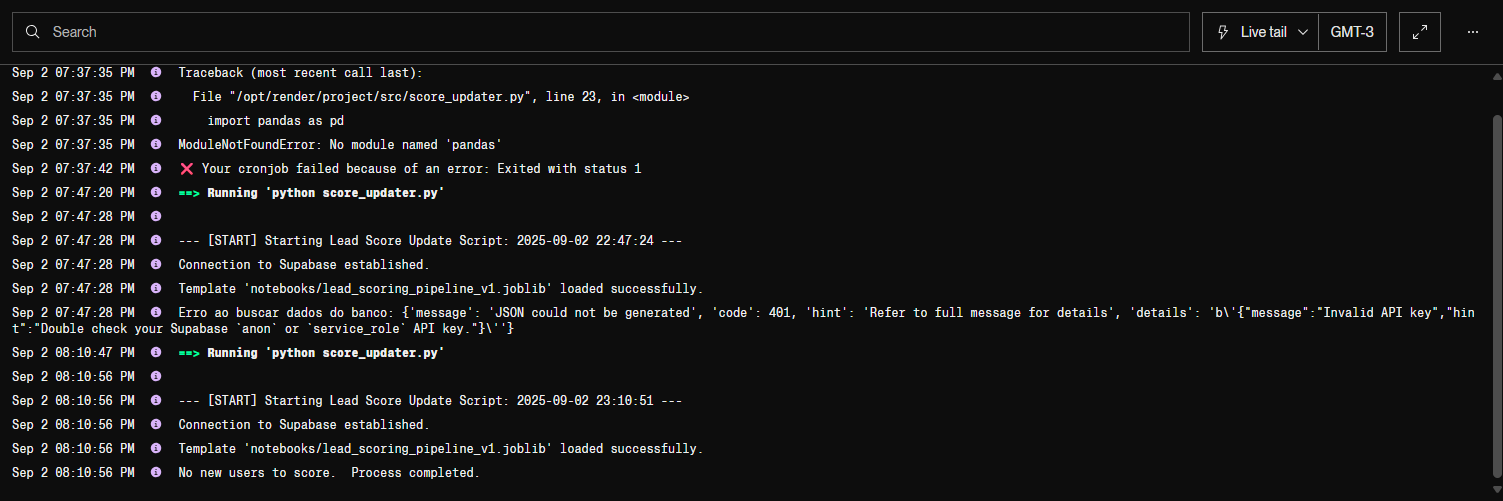 Search
Live tail
GMT-3
Sep 2 07:37:35 PM Traceback (most recent call last):
Sep 2 07:37:35 PM File "/opt/render/project/src/score_updater.py", line 23, in <module>
Sep 2 07:37:35 PM import pandas as pd
Sep 2 07:37:35 PM ModuleNotFoundError: No module named 'pandas'
Sep 2 07:37:42 PM ❌ Your cronjob failed because of an error: Exited with status 1
Sep 2 07:47:20 PM ==> Running 'python score_updater.py'
Sep 2 07:47:28 PM
Sep 2 07:47:28 PM --- [START] Starting Lead Score Update Script: 2025-09-02 22:47:24 ---
Sep 2 07:47:28 PM Connection to Supabase established.
Sep 2 07:47:28 PM Template 'notebooks/lead_scoring_pipeline_v1.joblib' loaded successfully.
Sep 2 07:47:28 PM Erro ao buscar dados do banco: {'message': 'JSON could not be generated', 'code': 401, 'hint': 'Refer to full message for details', 'details': 'b\'{"message":"Invalid API key","hin
t":"Double check your Supabase `anon` or `service_role` API key."}\''}
Sep 2 08:10:47 PM ==> Running 'python score_updater.py'
Sep 2 08:10:56 PM
Sep 2 08:10:56 PM --- [START] Starting Lead Score Update Script: 2025-09-02 23:10:51 ---
Sep 2 08:10:56 PM Connection to Supabase established.
Sep 2 08:10:56 PM Template 'notebooks/lead_scoring_pipeline_v1.joblib' loaded successfully.
Sep 2 08:10:56 PM No new users to score.  Process completed.